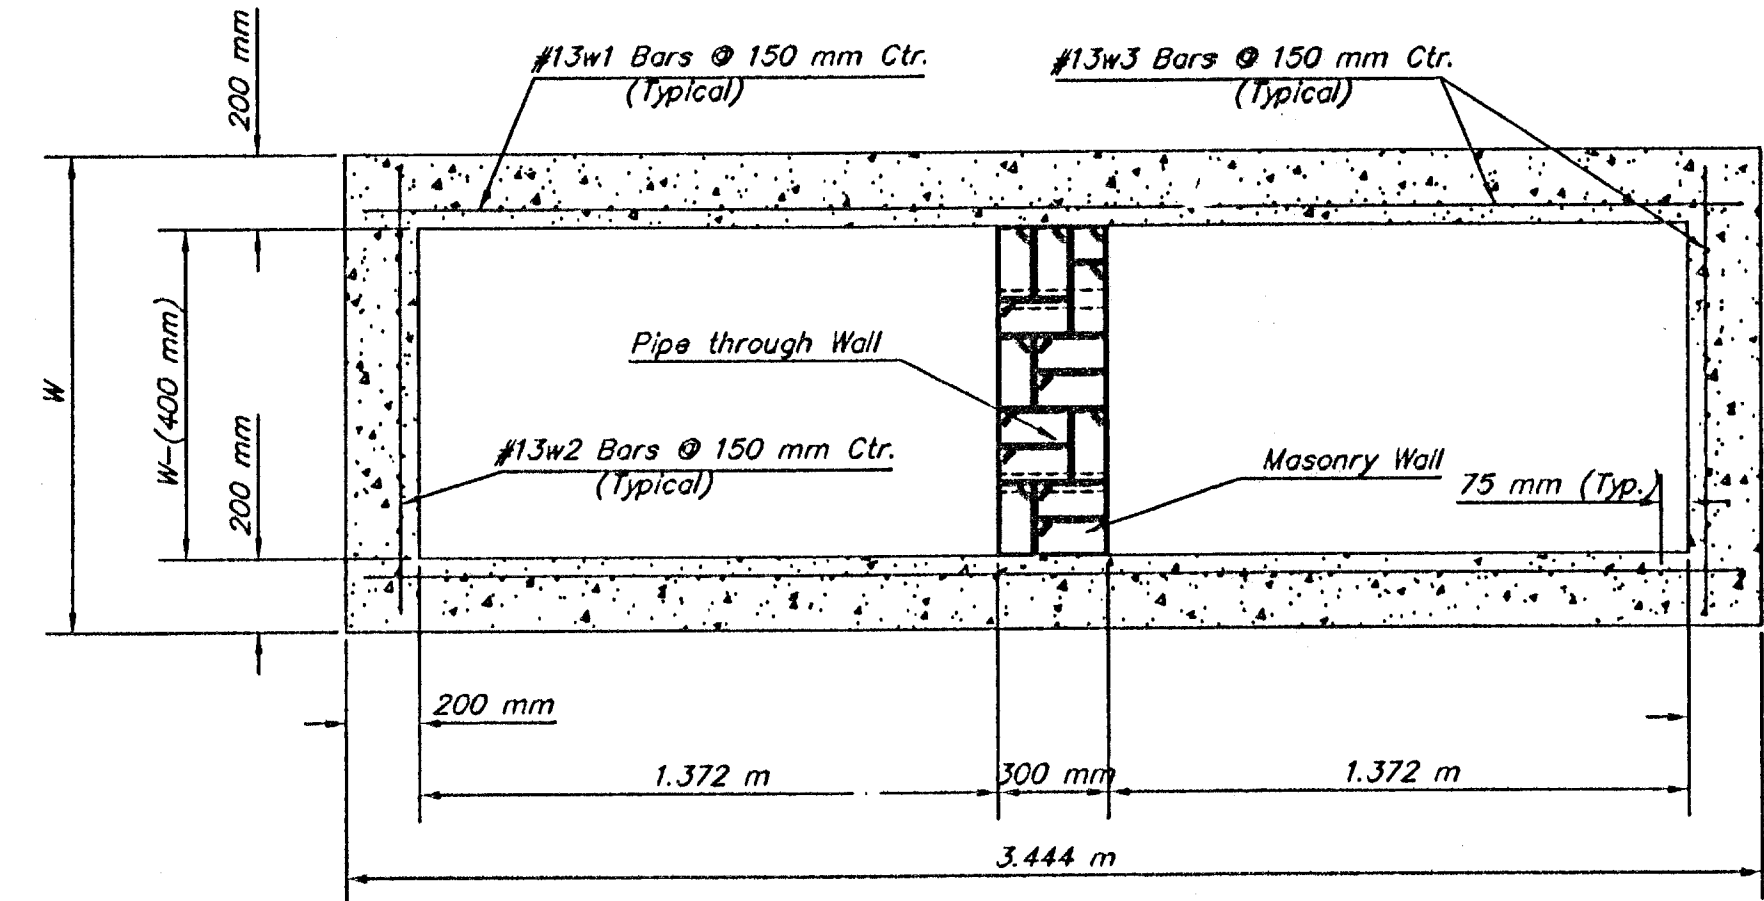 200 mm
#13w1 Bars @ 150 mm Ctr.
(Typical)
#13w3 Bars @ 150 mm Ctr.
(Typical)
W
W-(400 mm)
200 mm
Pipe through Wall
#13w2 Bars @ 150 mm Ctr.
(Typical)
Masonry Wall
75 mm (Typ.)
200 mm
1.372 m
300 mm
1.372 m
3.444 m